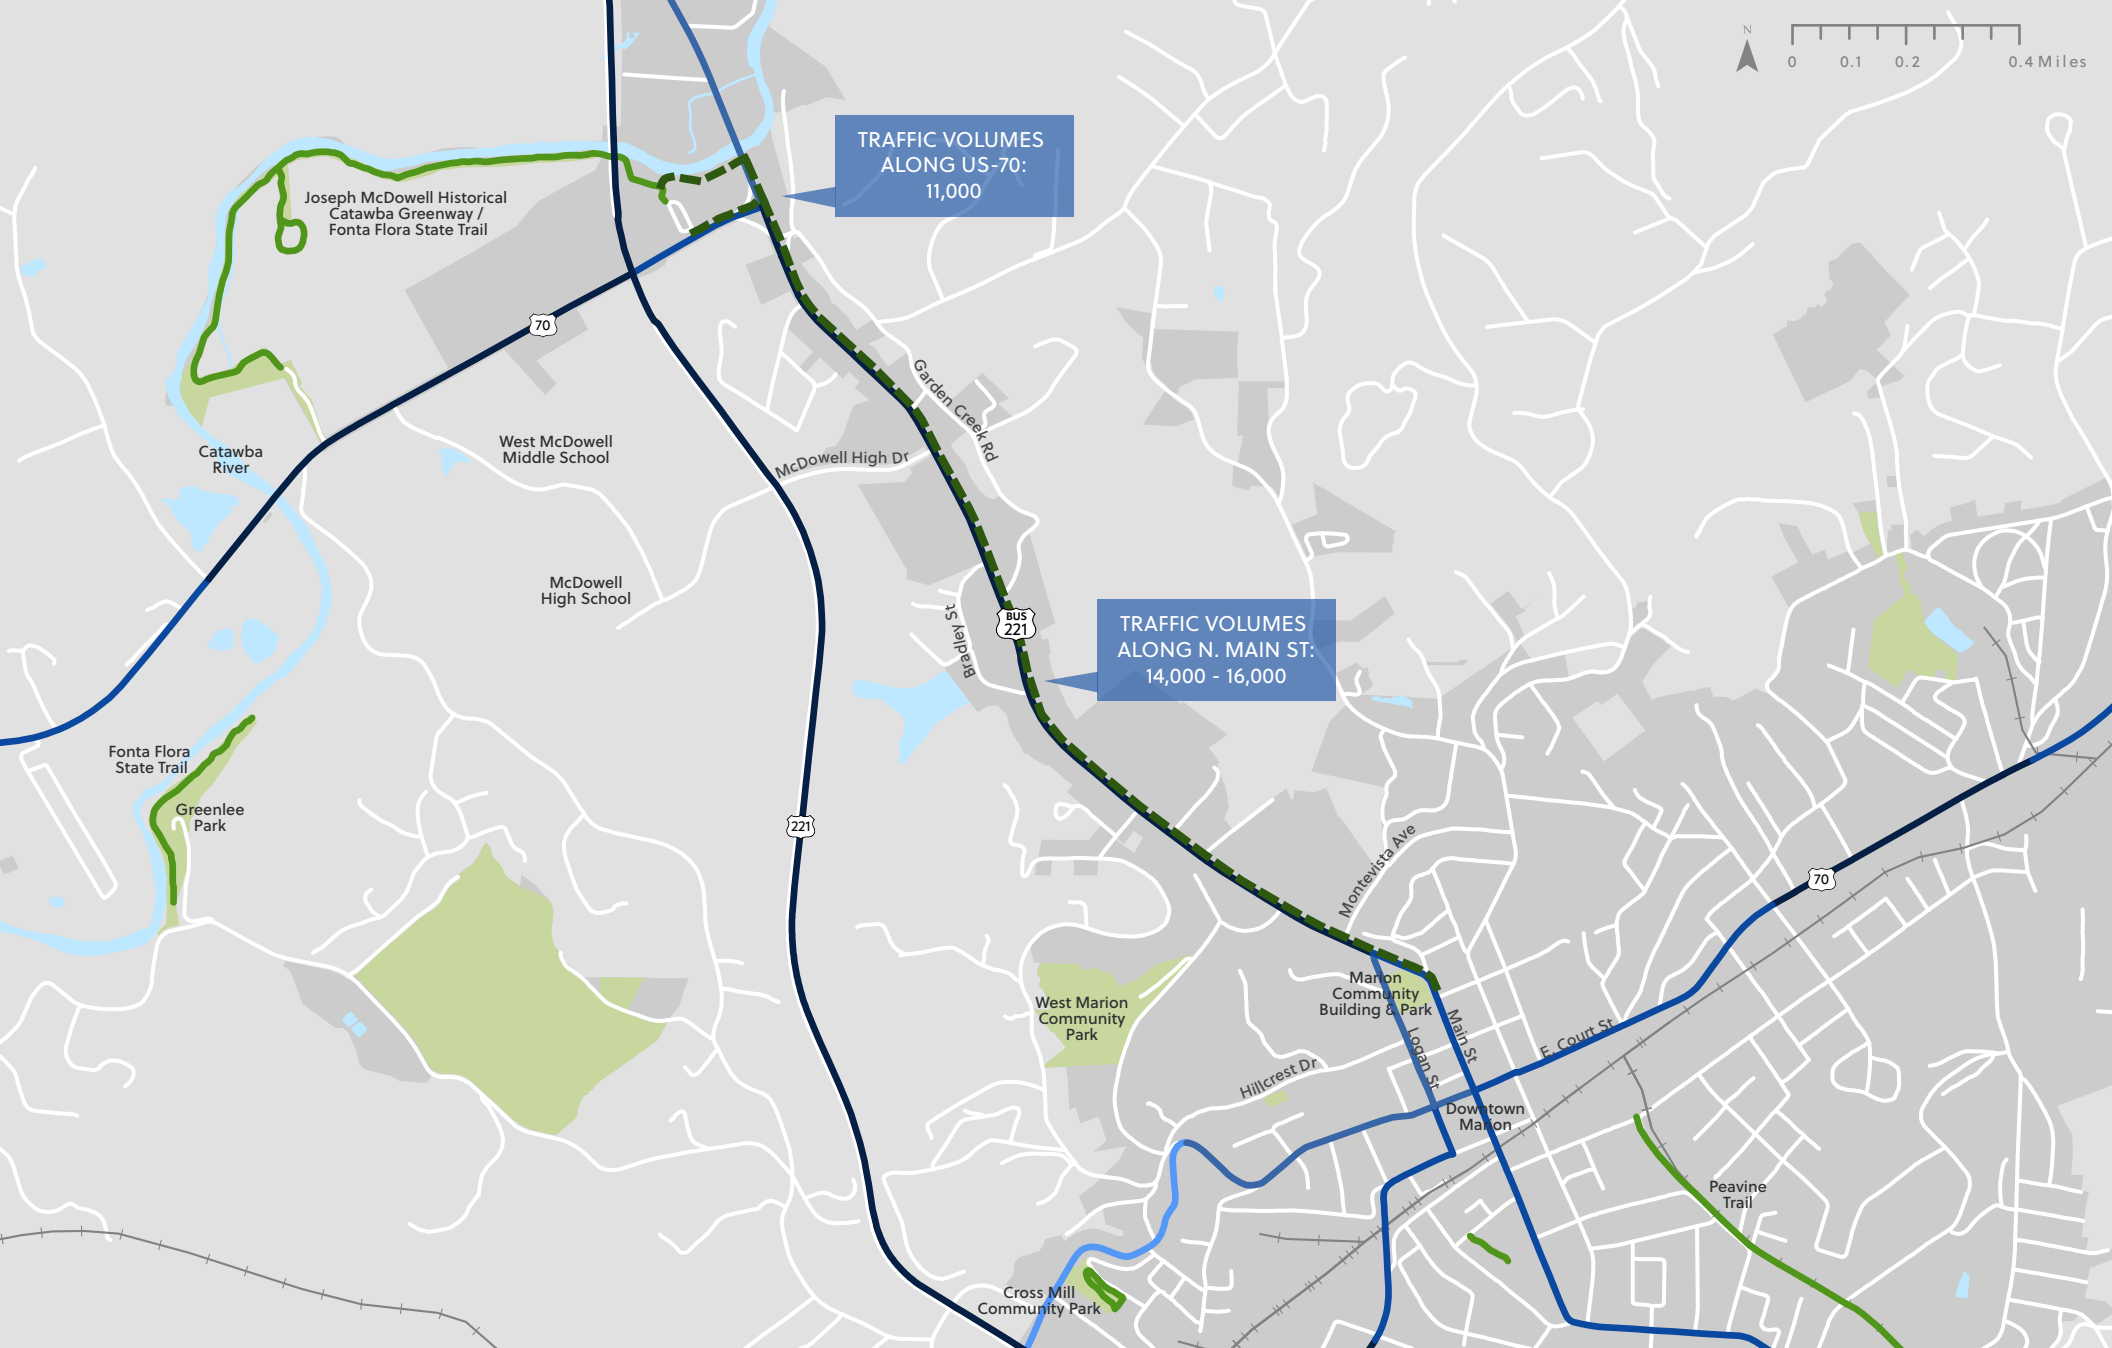 N
0 0.1 0.2 0.4 Miles
TRAFFIC VOLUMES
ALONG US-70:
11,000
Joseph McDowell Historical
Catawba Greenway /
Fonta Flora State Trail
70
Garden Creek Rd
West McDowell
Middle School
McDowell High Dr
Catawba
River
McDowell
High School
Bradley St
BUS
221
TRAFFIC VOLUMES
ALONG N. MAIN ST:
14,000 - 16,000
Fonta Flora
State Trail
Greenlee
Park
221
Montevista Ave
70
Marion
Community
Building & Park
West Marion
Community
Park
Main St
Logan St
E. Court St
Hillcrest Dr
Downtown
Marion
Peavine
Trail
Cross Mill
Community Park